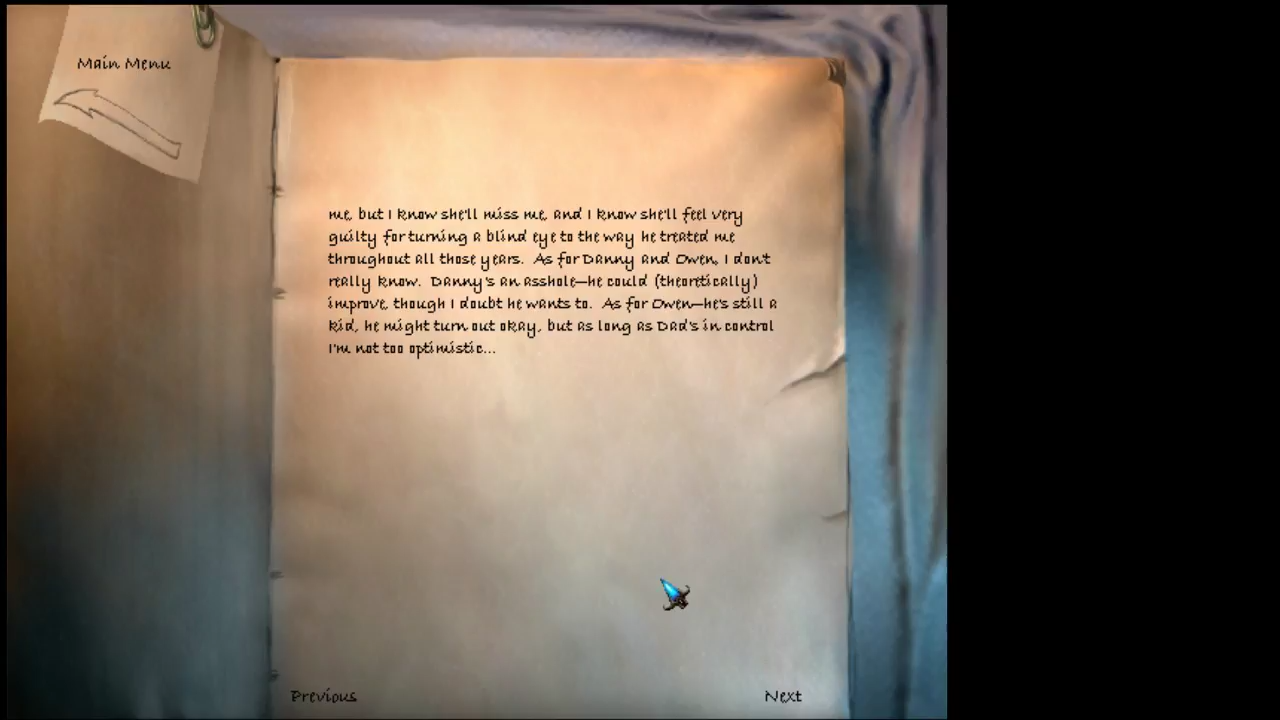 Main Menu
me, but I know she'll miss me, and I know she'll feel very
guilty for turning a blind eye to the way he treated me
throughout all those years. As for Danny and Owen, I don't
really know. Danny's an asshole—he could (theoretically)
improve, though I doubt he wants to. As for Owen—he's still a
kid, he might turn out okay, but as long as Dad's in control
I'm not too optimistic...
Previous
Next